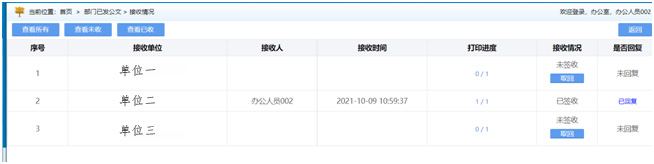 当前位置：首页 > 部门已发公文 > 接收情况 欢迎登录，办公室，办公人员002
查看所有 查看未收 查看已收 返回
序号 接收单位 接收人 接收时间 打印进度 接收情况 是否回复
1 单位一 0 / 1 未签收 取回 未回复
2 单位二 办公人员002 2021-10-09 10:59:37 1 / 1 已签收 已回复
3 单位三 0 / 1 未签收 取回 未回复